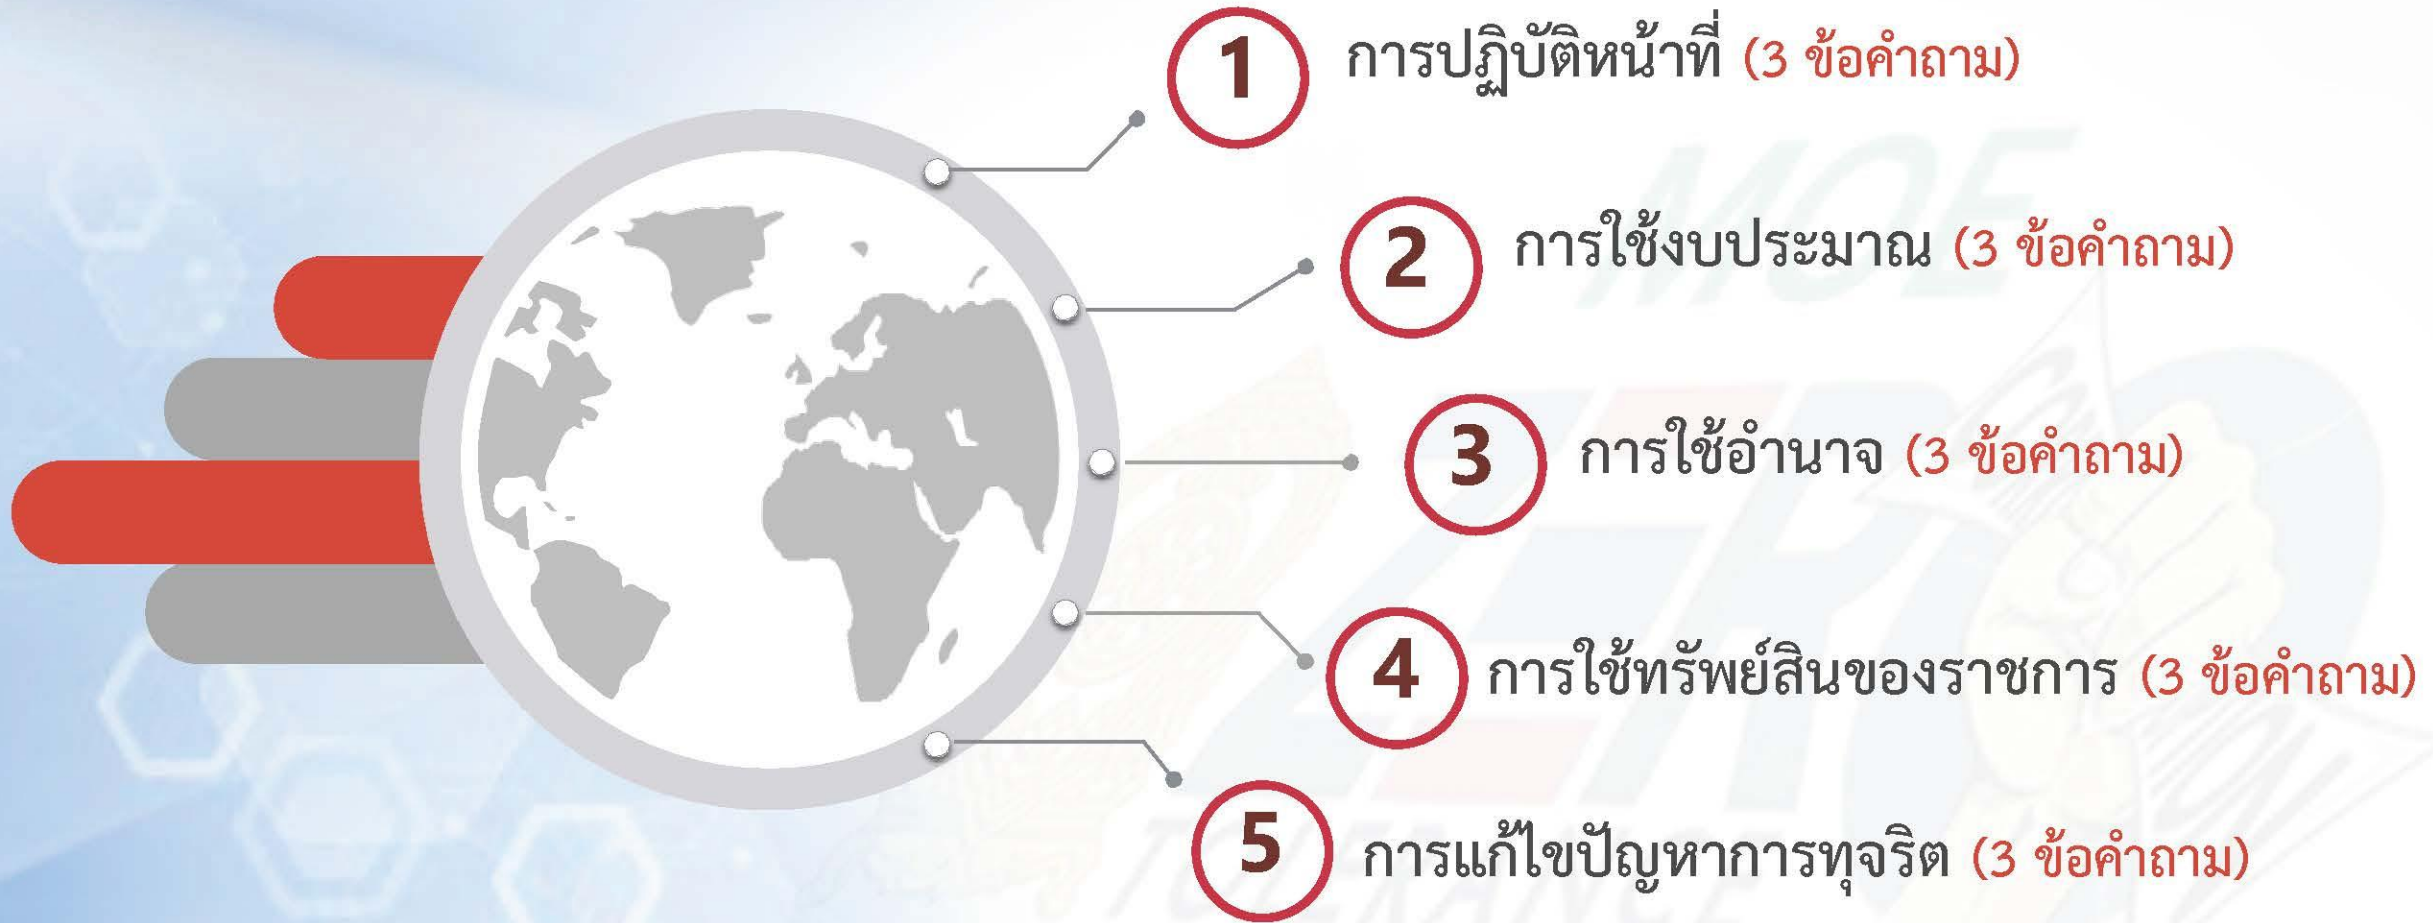 1 การปฏิบัติหน้าที่ (3 ข้อคำถาม)
MOE
2 การใช้งบประมาณ (3 ข้อคำถาม)
3 การใช้อำนาจ (3 ข้อคำถาม)
ZERO
4 การใช้ทรัพย์สินของราชการ (3 ข้อคำถาม)
5 การแก้ไขปัญหาการทุจริต (3 ข้อคำถาม)
TOLERANCE